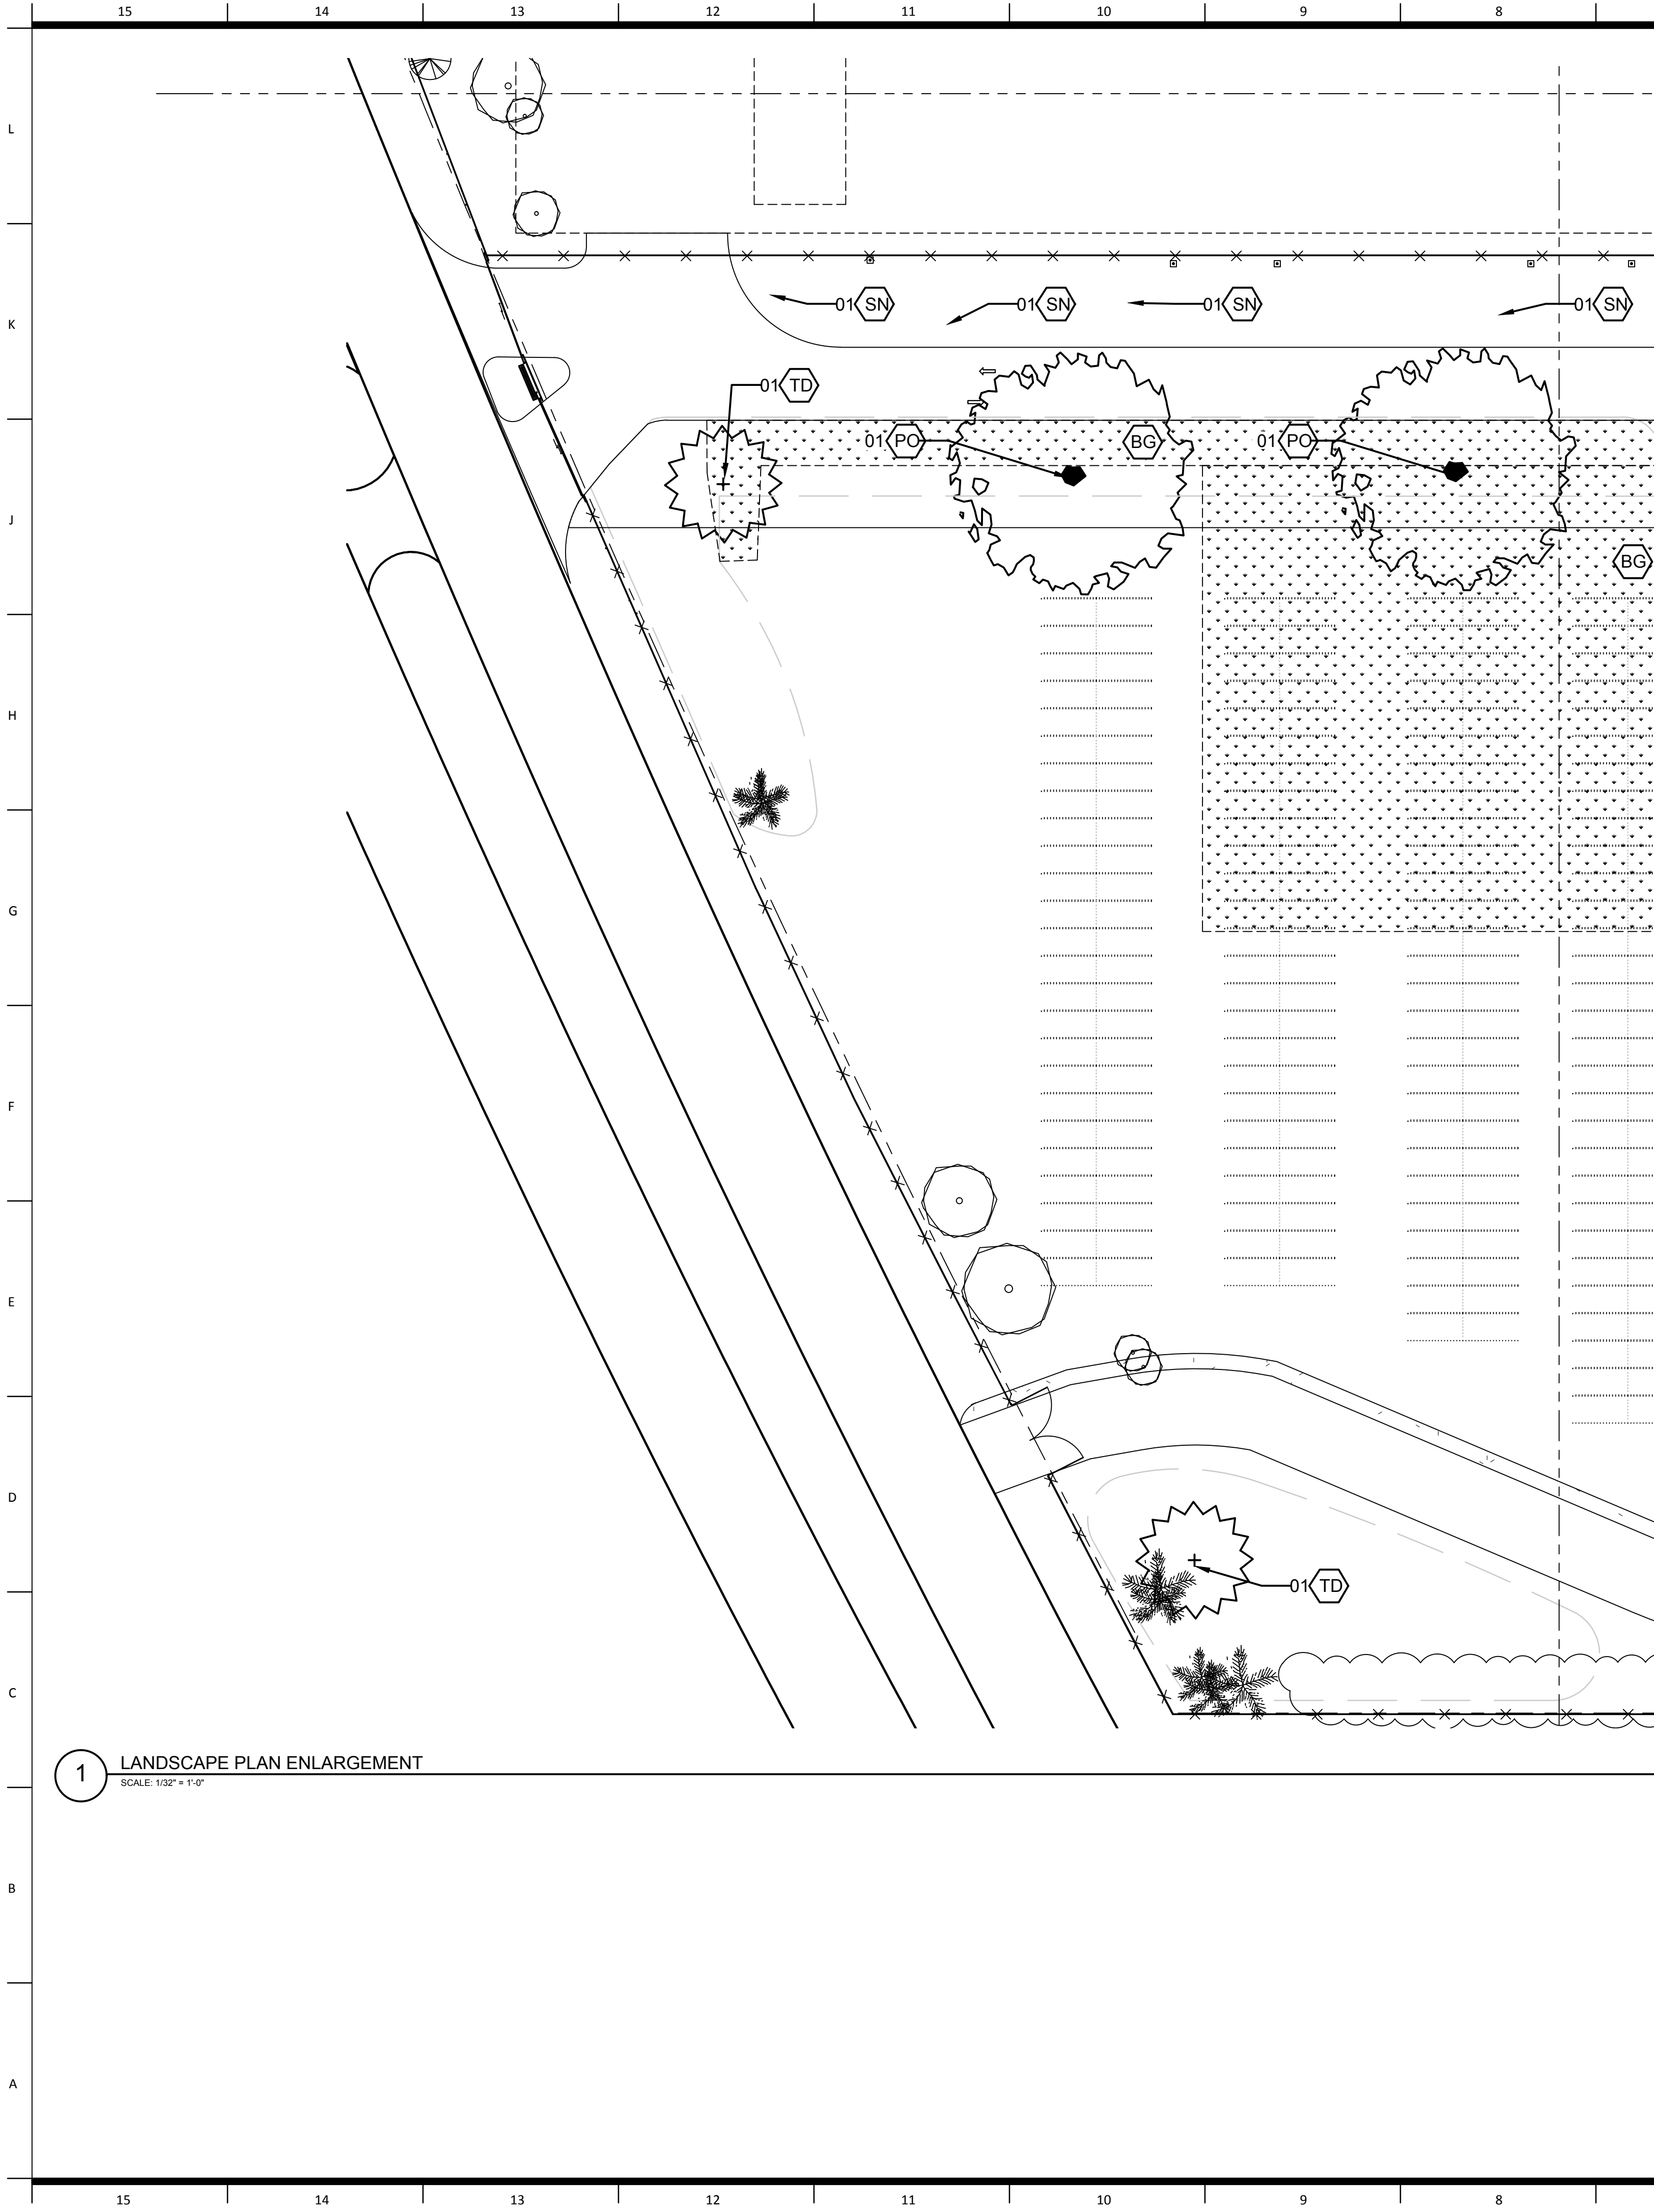 15 14 13 12 11 10 9 8
L
K
01 SN 01 SN 01 SN 01 SN
01 TD
01 PO BG 01 PO
J
BG
H
G
F
E
D
01 TD
C
1 LANDSCAPE PLAN ENLARGEMENT
SCALE: 1/32" = 1'-0"
B
A
15 14 13 12 11 10 9 8